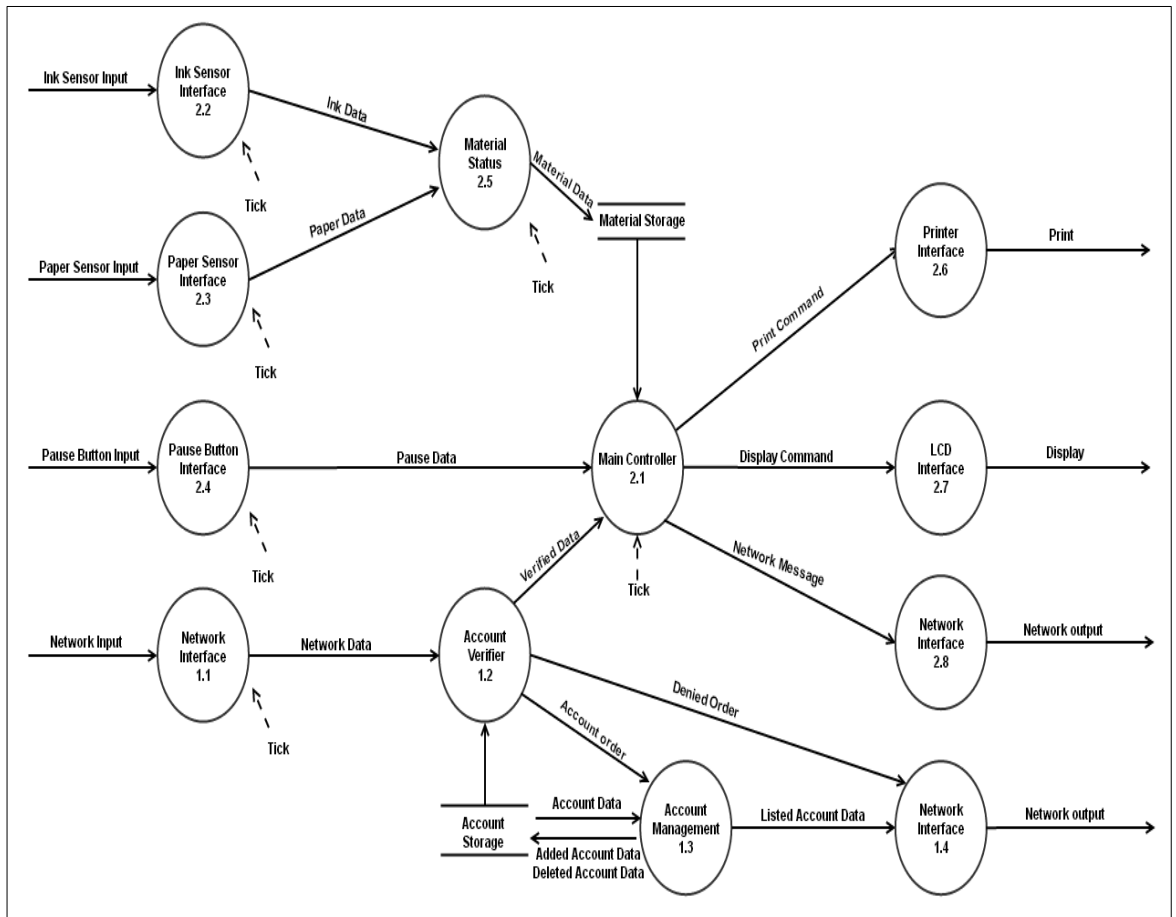 Ink Sensor Input
Ink Sensor
Interface
2.2
Ink Data
Tick
Material
Status
2.5
Material Data
Tick
Material Storage
Paper Sensor Input
Paper Sensor
Interface
2.3
Paper Data
Tick
Printer
Interface
2.6
Print
Print Command
Pause Button Input
Pause Button
Interface
2.4
Pause Data
Tick
Main Controller
2.1
Tick
Display Command
LCD
Interface
2.7
Display
Verified Data
Network Message
Network Input
Network
Interface
1.1
Network Data
Tick
Account
Verifier
1.2
Network
Interface
2.8
Network output
Denied Order
Account order
Account
Storage
Account Data
Added Account Data
Deleted Account Data
Account
Management
1.3
Listed Account Data
Network
Interface
1.4
Network output